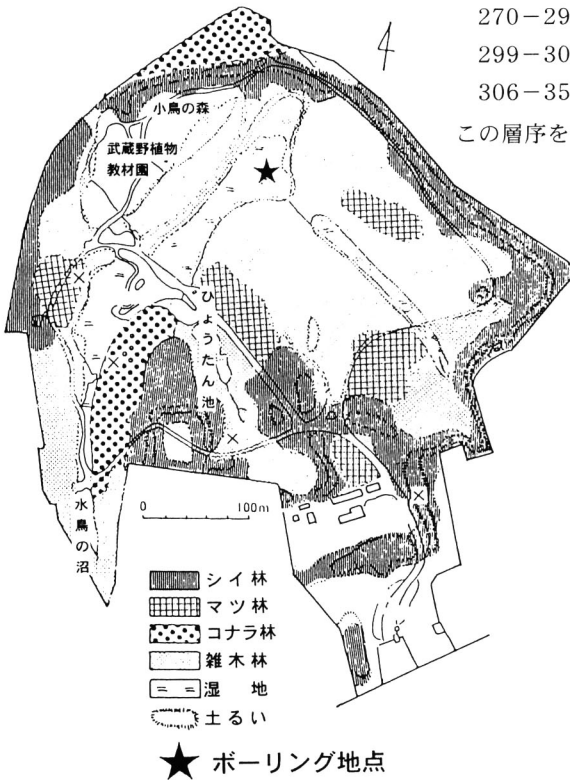 270−29
299−30
306−35
この層序を
小鳥の森
武蔵野植物
教材園
ひょうたん池
水鳥の沼
0 100m
シイ林
マツ林
コナラ林
雑木林
湿地
土るい
★ ボーリング地点